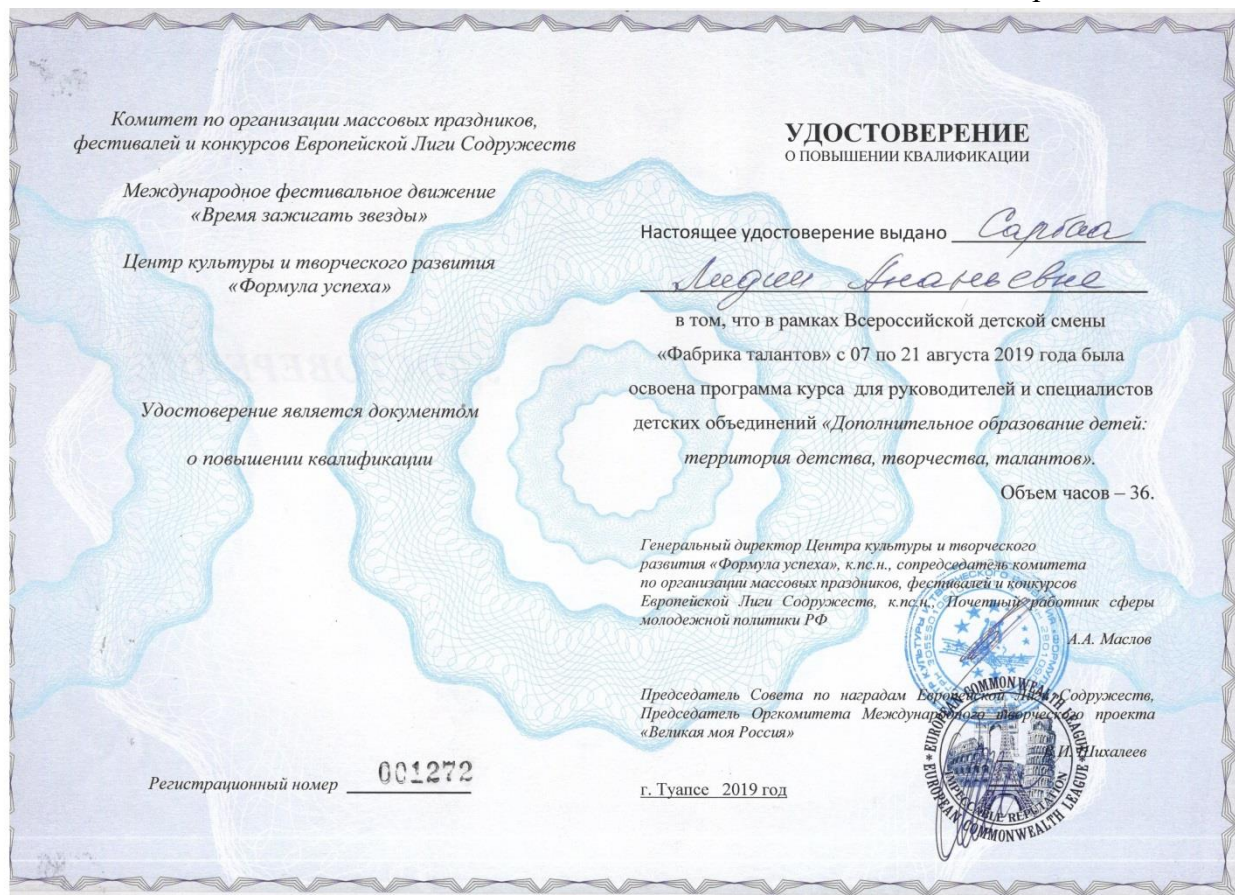 Комитет по организации массовых праздников,
фестивалей и конкурсов Европейской Лиги Содружеств
Международное фестивальное движение
«Время зажигать звезды»
Центр культуры и творческого развития
«Формула успеха»
Удостоверение является документом
о повышении квалификации
Регистрационный номер 001272
УДОСТОВЕРЕНИЕ
О ПОВЫШЕНИИ КВАЛИФИКАЦИИ
Настоящее удостоверение выдано Сарбаа
Лидии Ананьевне
в том, что в рамках Всероссийской детской смены
«Фабрика талантов» с 07 по 21 августа 2019 года была
освоена программа курса для руководителей и специалистов
детских объединений «Дополнительное образование детей:
территория детства, творчества, талантов».
Объем часов – 36.
Генеральный директор Центра культуры и творческого
развития «Формула успеха», к.пс.н., сопредседатель комитета
по организации массовых праздников, фестивалей и конкурсов
Европейской Лиги Содружеств, к.пс.н., Почетный работник сферы
молодежной политики РФ
А.А. Маслов
Председатель Совета по наградам Европейской Лиги Содружеств,
Председатель Оргкомитета Международного творческого проекта
«Великая моя Россия»
В.И. Шихалеев
г. Туапсе 2019 год
EUROPEAN COMMONWEALTH LEAGUE
EUROPEAN COMMONWEALTH LEAGUE
IMPECCABLE REPUTATION